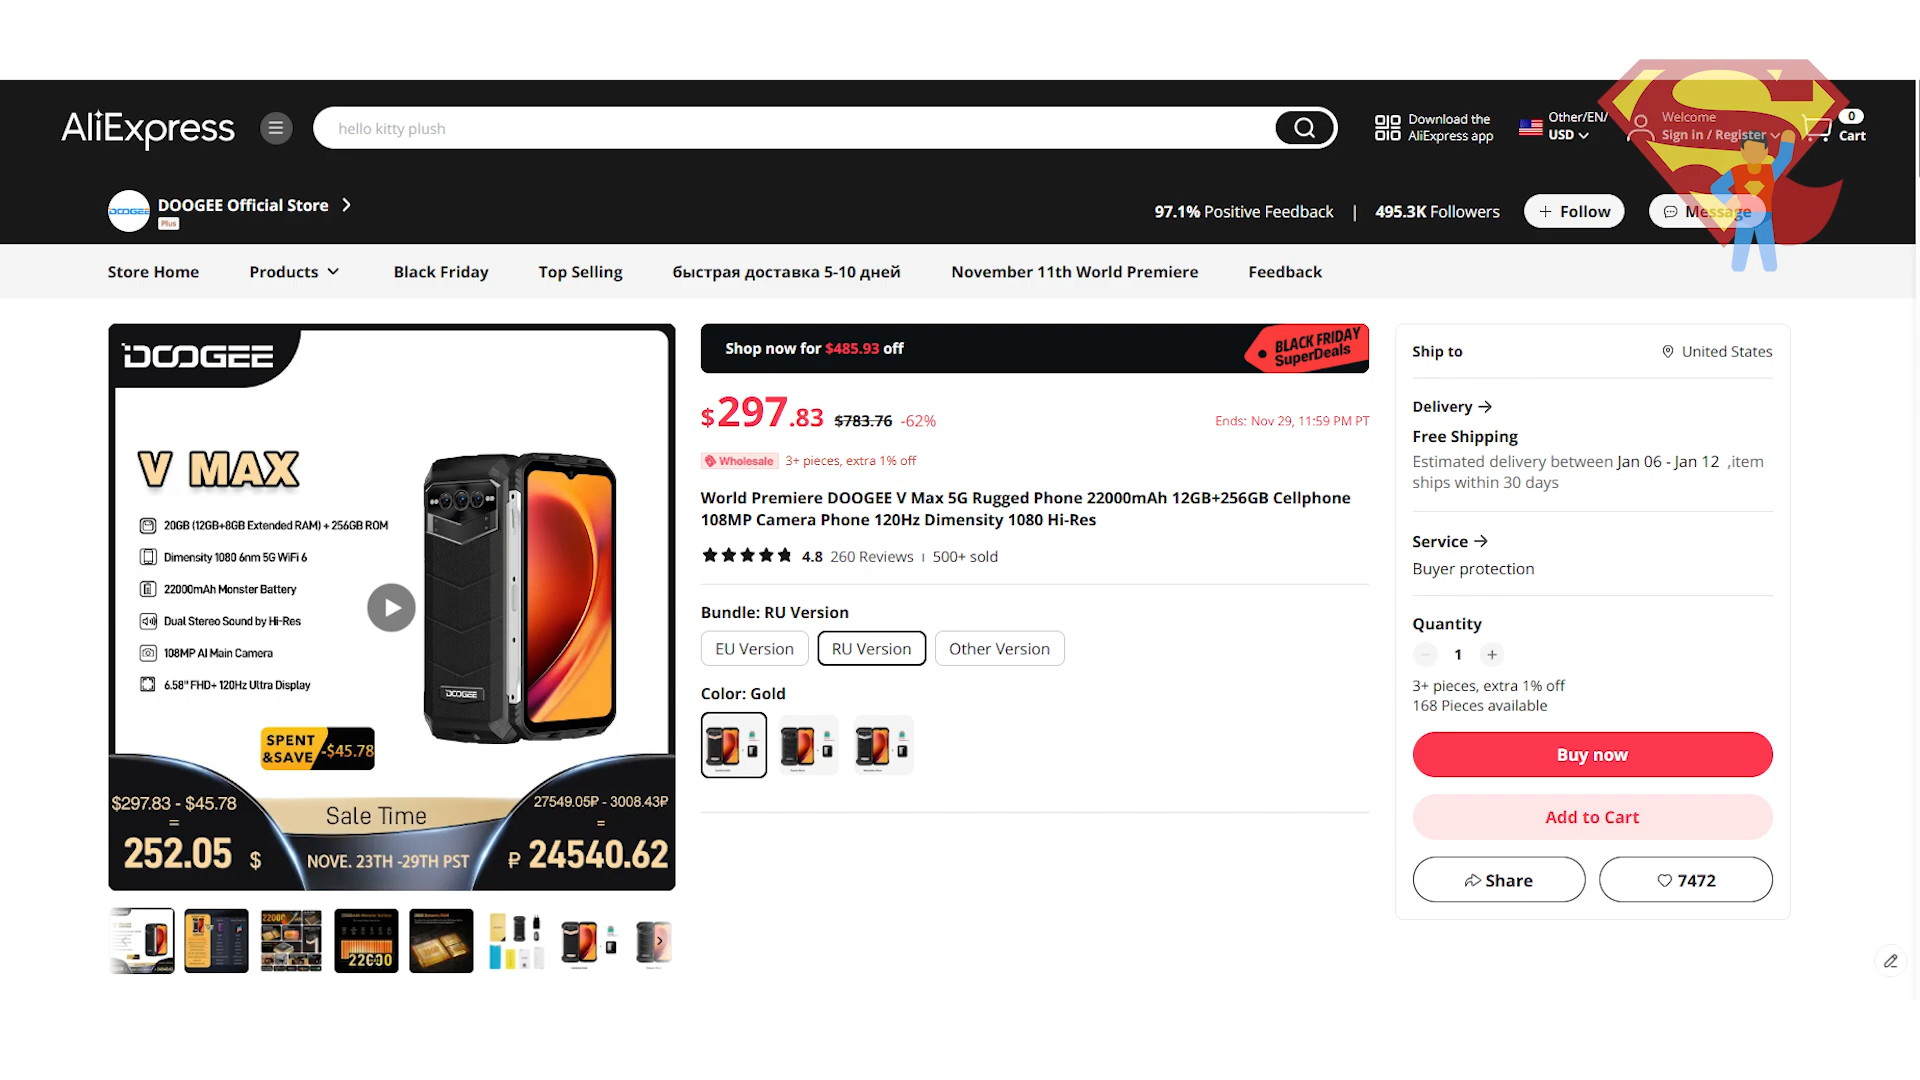 AliExpress
hello kitty plush
Download the
AliExpress app
Other/EN/
USD
Welcome
Sign in / Register
0
Cart
DOOGEE
DOOGEE Official Store
Plus
97.1% Positive Feedback | 495.3K Followers
+ Follow
Message
Store Home
Products
Black Friday
Top Selling
быстрая доставка 5-10 дней
November 11th World Premiere
Feedback
DOOGEE
V MAX
20GB (12GB+8GB Extended RAM) + 256GB ROM
Dimensity 1080 6nm 5G WiFi 6
22000mAh Monster Battery
Dual Stereo Sound by Hi-Res
108MP AI Main Camera
6.58" FHD+ 120Hz Ultra Display
DOOGEE
SPENT
&SAVE
-$45.78
$297.83 - $45.78
=
252.05 $
Sale Time
NOVE. 23TH -29TH PST
27549.05₽ - 3008.43₽
=
₽ 24540.62
22000
22000
Shop now for $485.93 off
BLACK FRIDAY
SuperDeals
$297.83 $783.76 -62%
Ends: Nov 29, 11:59 PM PT
Wholesale 3+ pieces, extra 1% off
World Premiere DOOGEE V Max 5G Rugged Phone 22000mAh 12GB+256GB Cellphone
108MP Camera Phone 120Hz Dimensity 1080 Hi-Res
4.8 260 Reviews | 500+ sold
Bundle: RU Version
EU Version
RU Version
Other Version
Color: Gold
Ship to
United States
Delivery
Free Shipping
Estimated delivery between Jan 06 - Jan 12 ,item
ships within 30 days
Service
Buyer protection
Quantity
- 1 +
3+ pieces, extra 1% off
168 Pieces available
Buy now
Add to Cart
Share
7472